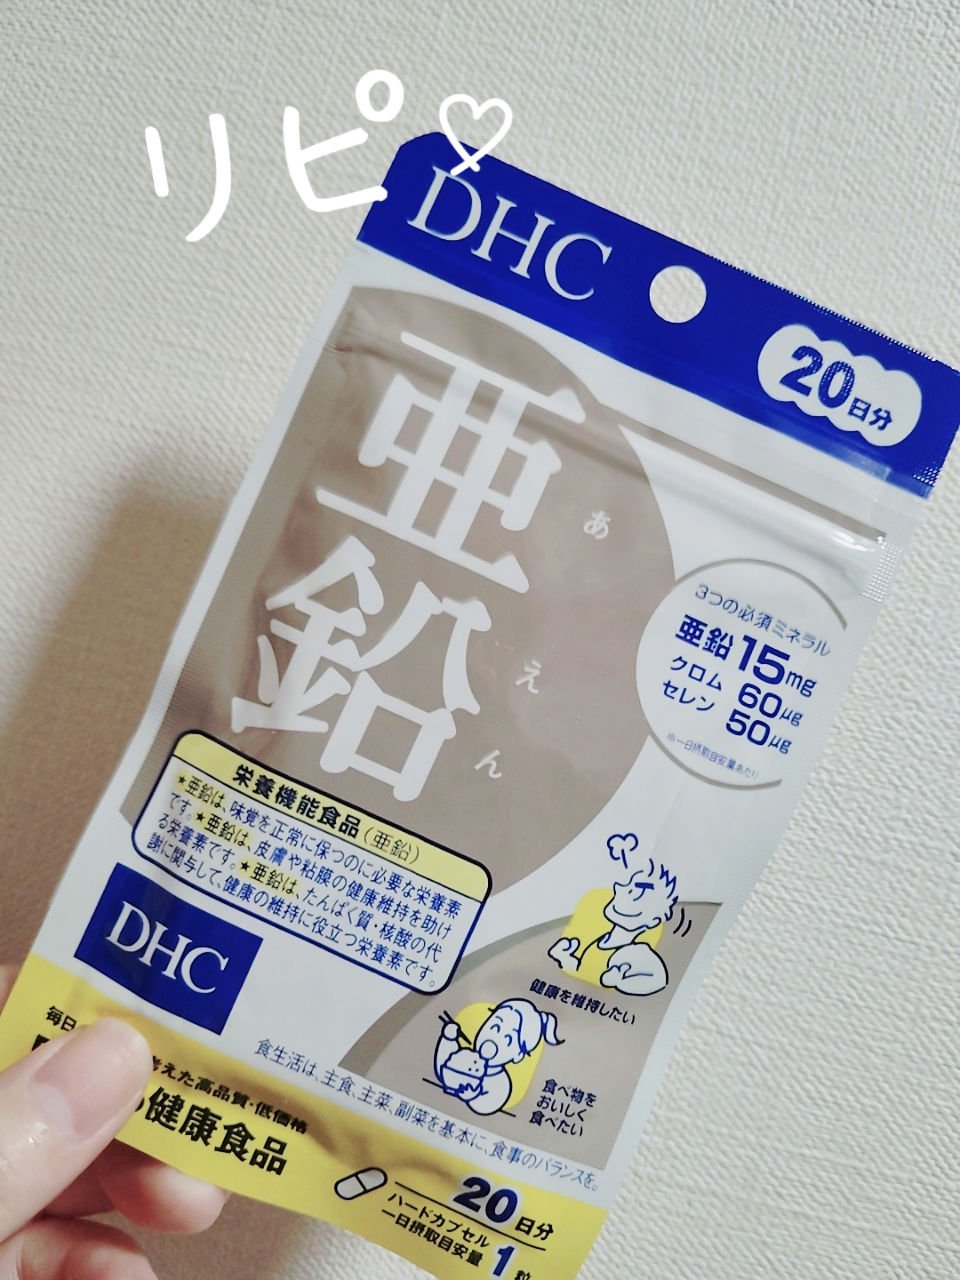 リピ♡
DHC
20日分
亜鉛
あえん
3つの必須ミネラル
亜鉛 15mg
クロム 60μg
セレン 50μg
※一日摂取目安量あたり
栄養機能食品(亜鉛)
★亜鉛は、味覚を正常に保つのに必要な栄養素
です。★亜鉛は、皮膚や粘膜の健康維持を助け
る栄養素です。★亜鉛は、たんぱく質・核酸の代
謝に関与して、健康の維持に役立つ栄養素です。
健康を維持したい
食べ物を
おいしく
食べたい
DHC
食生活は、主食、主菜、副菜を基本に、食事のバランスを。
毎日
考えた高品質・低価格
健康食品
20日分
ハードカプセル
一日摂取目安量 1粒